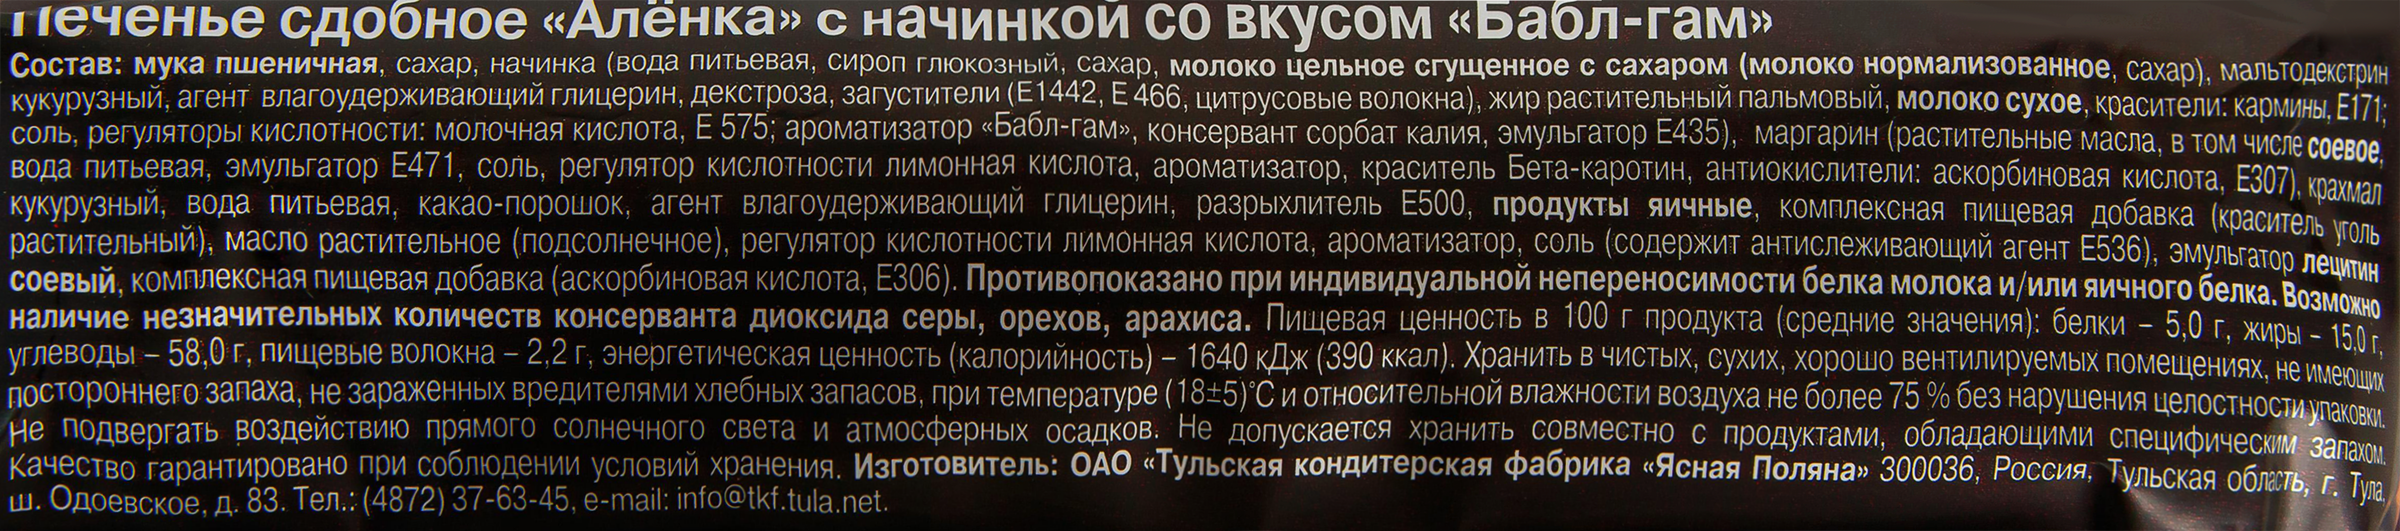 Печенье сдобное «Алёнка» с начинкой со вкусом «Бабл-гам»
Состав: мука пшеничная, сахар, начинка (вода питьевая, сироп глюкозный, сахар, молоко цельное сгущенное с сахаром (молоко нормализованное, сахар), мальтодекстрин
кукурузный, агент влагоудерживающий глицерин, декстроза, загустители (Е1442, Е 466, цитрусовые волокна), жир растительный пальмовый, молоко сухое, красители: кармины, Е171;
соль, регуляторы кислотности: молочная кислота, Е 575; ароматизатор «Бабл-гам», консервант сорбат калия, эмульгатор Е435), маргарин (растительные масла, в том числе соевое,
вода питьевая, эмульгатор Е471, соль, регулятор кислотности лимонная кислота, ароматизатор, краситель Бета-каротин, антиокислители: аскорбиновая кислота, Е307), крахмал
кукурузный, вода питьевая, какао-порошок, агент влагоудерживающий глицерин, разрыхлитель Е500, продукты яичные, комплексная пищевая добавка (краситель уголь
растительный), масло растительное (подсолнечное), регулятор кислотности лимонная кислота, ароматизатор, соль (содержит антислеживающий агент Е536), эмульгатор лецитин
соевый, комплексная пищевая добавка (аскорбиновая кислота, Е306). Противопоказано при индивидуальной непереносимости белка молока и/или яичного белка. Возможно
наличие незначительных количеств консерванта диоксида серы, орехов, арахиса. Пищевая ценность в 100 г продукта (средние значения): белки – 5,0 г, жиры – 15,0 г,
углеводы – 58,0 г, пищевые волокна – 2,2 г, энергетическая ценность (калорийность) – 1640 кДж (390 ккал). Хранить в чистых, сухих, хорошо вентилируемых помещениях, не имеющих
постороннего запаха, не зараженных вредителями хлебных запасов, при температуре (18±5)°С и относительной влажности воздуха не более 75 % без нарушения целостности упаковки.
Не подвергать воздействию прямого солнечного света и атмосферных осадков. Не допускается хранить совместно с продуктами, обладающими специфическим запахом.
Качество гарантировано при соблюдении условий хранения. Изготовитель: ОАО «Тульская кондитерская фабрика «Ясная Поляна» 300036, Россия, Тульская область, г. Тула,
ш. Одоевское, д. 83. Тел.: (4872) 37-63-45, e-mail: info@tkf.tula.net.